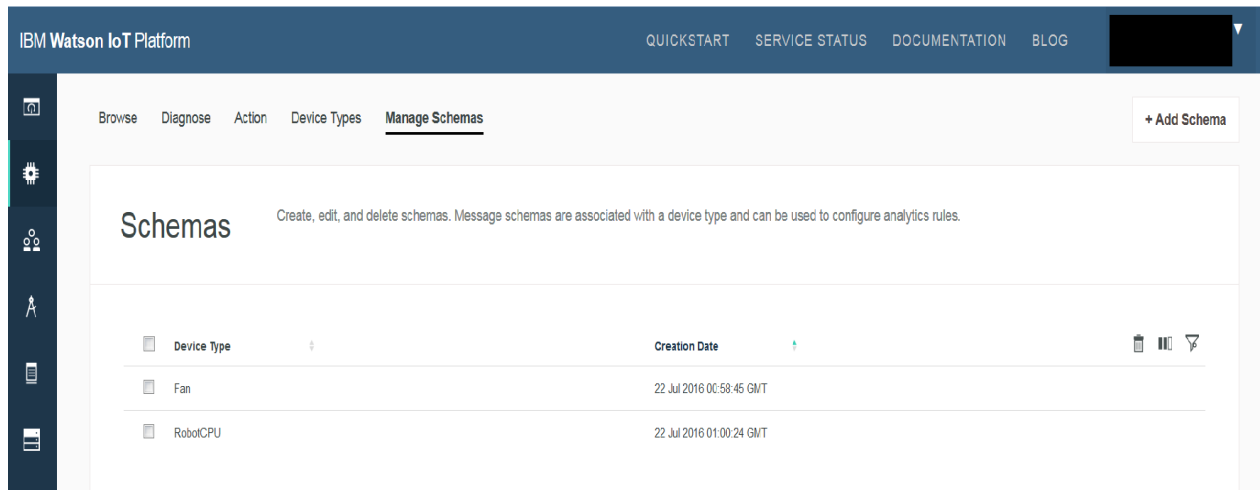 IBM Watson IoT Platform QUICKSTART SERVICE STATUS DOCUMENTATION BLOG
Browse Diagnose Action Device Types Manage Schemas + Add Schema
Schemas Create, edit, and delete schemas. Message schemas are associated with a device type and can be used to configure analytics rules.
Device Type Creation Date
Fan 22 Jul 2016 00:58:45 GMT
RobotCPU 22 Jul 2016 01:00:24 GMT